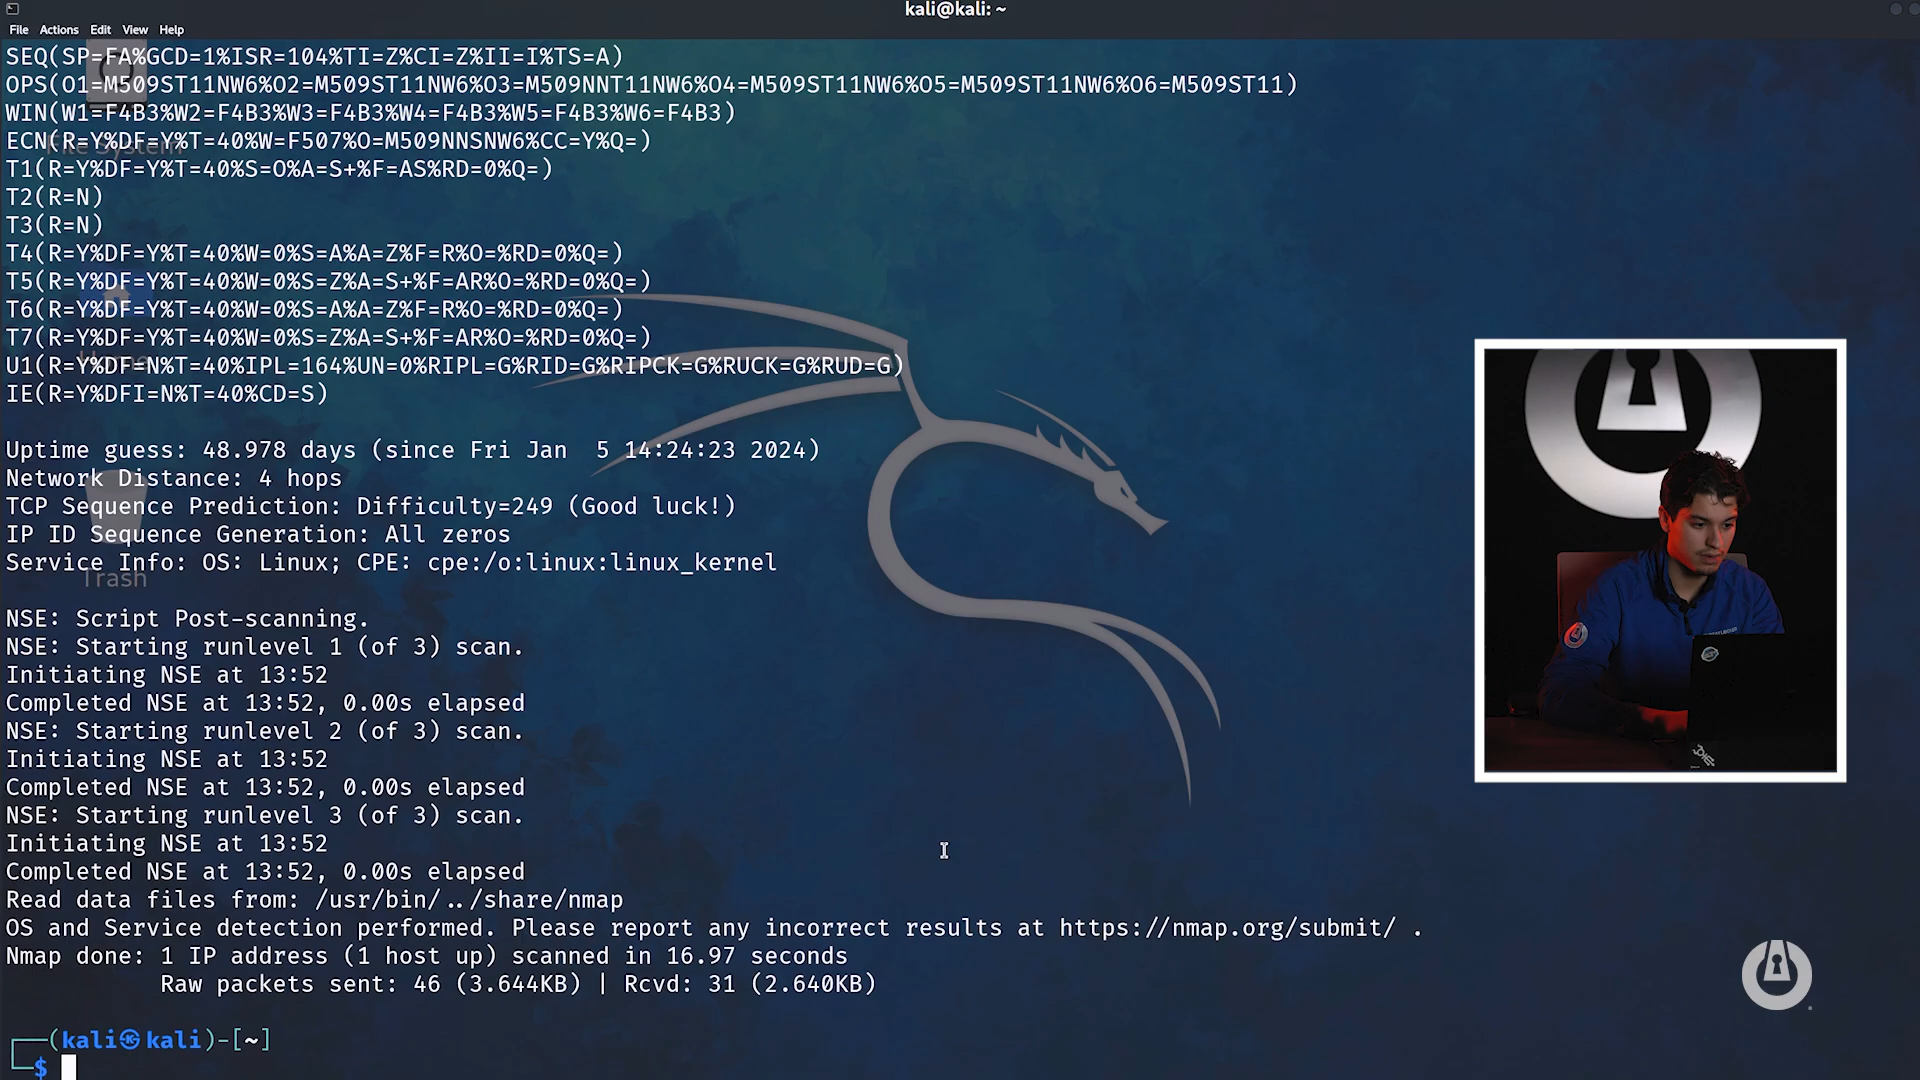 kali@kali: ~
File Actions Edit View Help
SEQ(SP=FA%GCD=1%ISR=104%TI=Z%CI=Z%II=I%TS=A)
OPS(O1=M509ST11NW6%O2=M509ST11NW6%O3=M509NNT11NW6%O4=M509ST11NW6%O5=M509ST11NW6%O6=M509ST11)
WIN(W1=F4B3%W2=F4B3%W3=F4B3%W4=F4B3%W5=F4B3%W6=F4B3)
ECN(R=Y%DF=Y%T=40%W=F507%O=M509NNSNW6%CC=Y%Q=)
File System
T1(R=Y%DF=Y%T=40%S=O%A=S+%F=AS%RD=0%Q=)
T2(R=N)
T3(R=N)
T4(R=Y%DF=Y%T=40%W=0%S=A%A=Z%F=R%O=%RD=0%Q=)
T5(R=Y%DF=Y%T=40%W=0%S=Z%A=S+%F=AR%O=%RD=0%Q=)
T6(R=Y%DF=Y%T=40%W=0%S=A%A=Z%F=R%O=%RD=0%Q=)
T7(R=Y%DF=Y%T=40%W=0%S=Z%A=S+%F=AR%O=%RD=0%Q=)
U1(R=Y%DF=N%T=40%IPL=164%UN=0%RIPL=G%RID=G%RIPCK=G%RUCK=G%RUD=G)
Home
IE(R=Y%DFI=N%T=40%CD=S)
Uptime guess: 48.978 days (since Fri Jan  5 14:24:23 2024)
Network Distance: 4 hops
TCP Sequence Prediction: Difficulty=249 (Good luck!)
IP ID Sequence Generation: All zeros
Service Info: OS: Linux; CPE: cpe:/o:linux:linux_kernel
Trash
NSE: Script Post-scanning.
NSE: Starting runlevel 1 (of 3) scan.
Initiating NSE at 13:52
Completed NSE at 13:52, 0.00s elapsed
NSE: Starting runlevel 2 (of 3) scan.
Initiating NSE at 13:52
Completed NSE at 13:52, 0.00s elapsed
NSE: Starting runlevel 3 (of 3) scan.
Initiating NSE at 13:52
Completed NSE at 13:52, 0.00s elapsed
Read data files from: /usr/bin/../share/nmap
OS and Service detection performed. Please report any incorrect results at https://nmap.org/submit/ .
Nmap done: 1 IP address (1 host up) scanned in 16.97 seconds
Raw packets sent: 46 (3.644KB) | Rcvd: 31 (2.640KB)
(kali㉿kali)-[~]
$